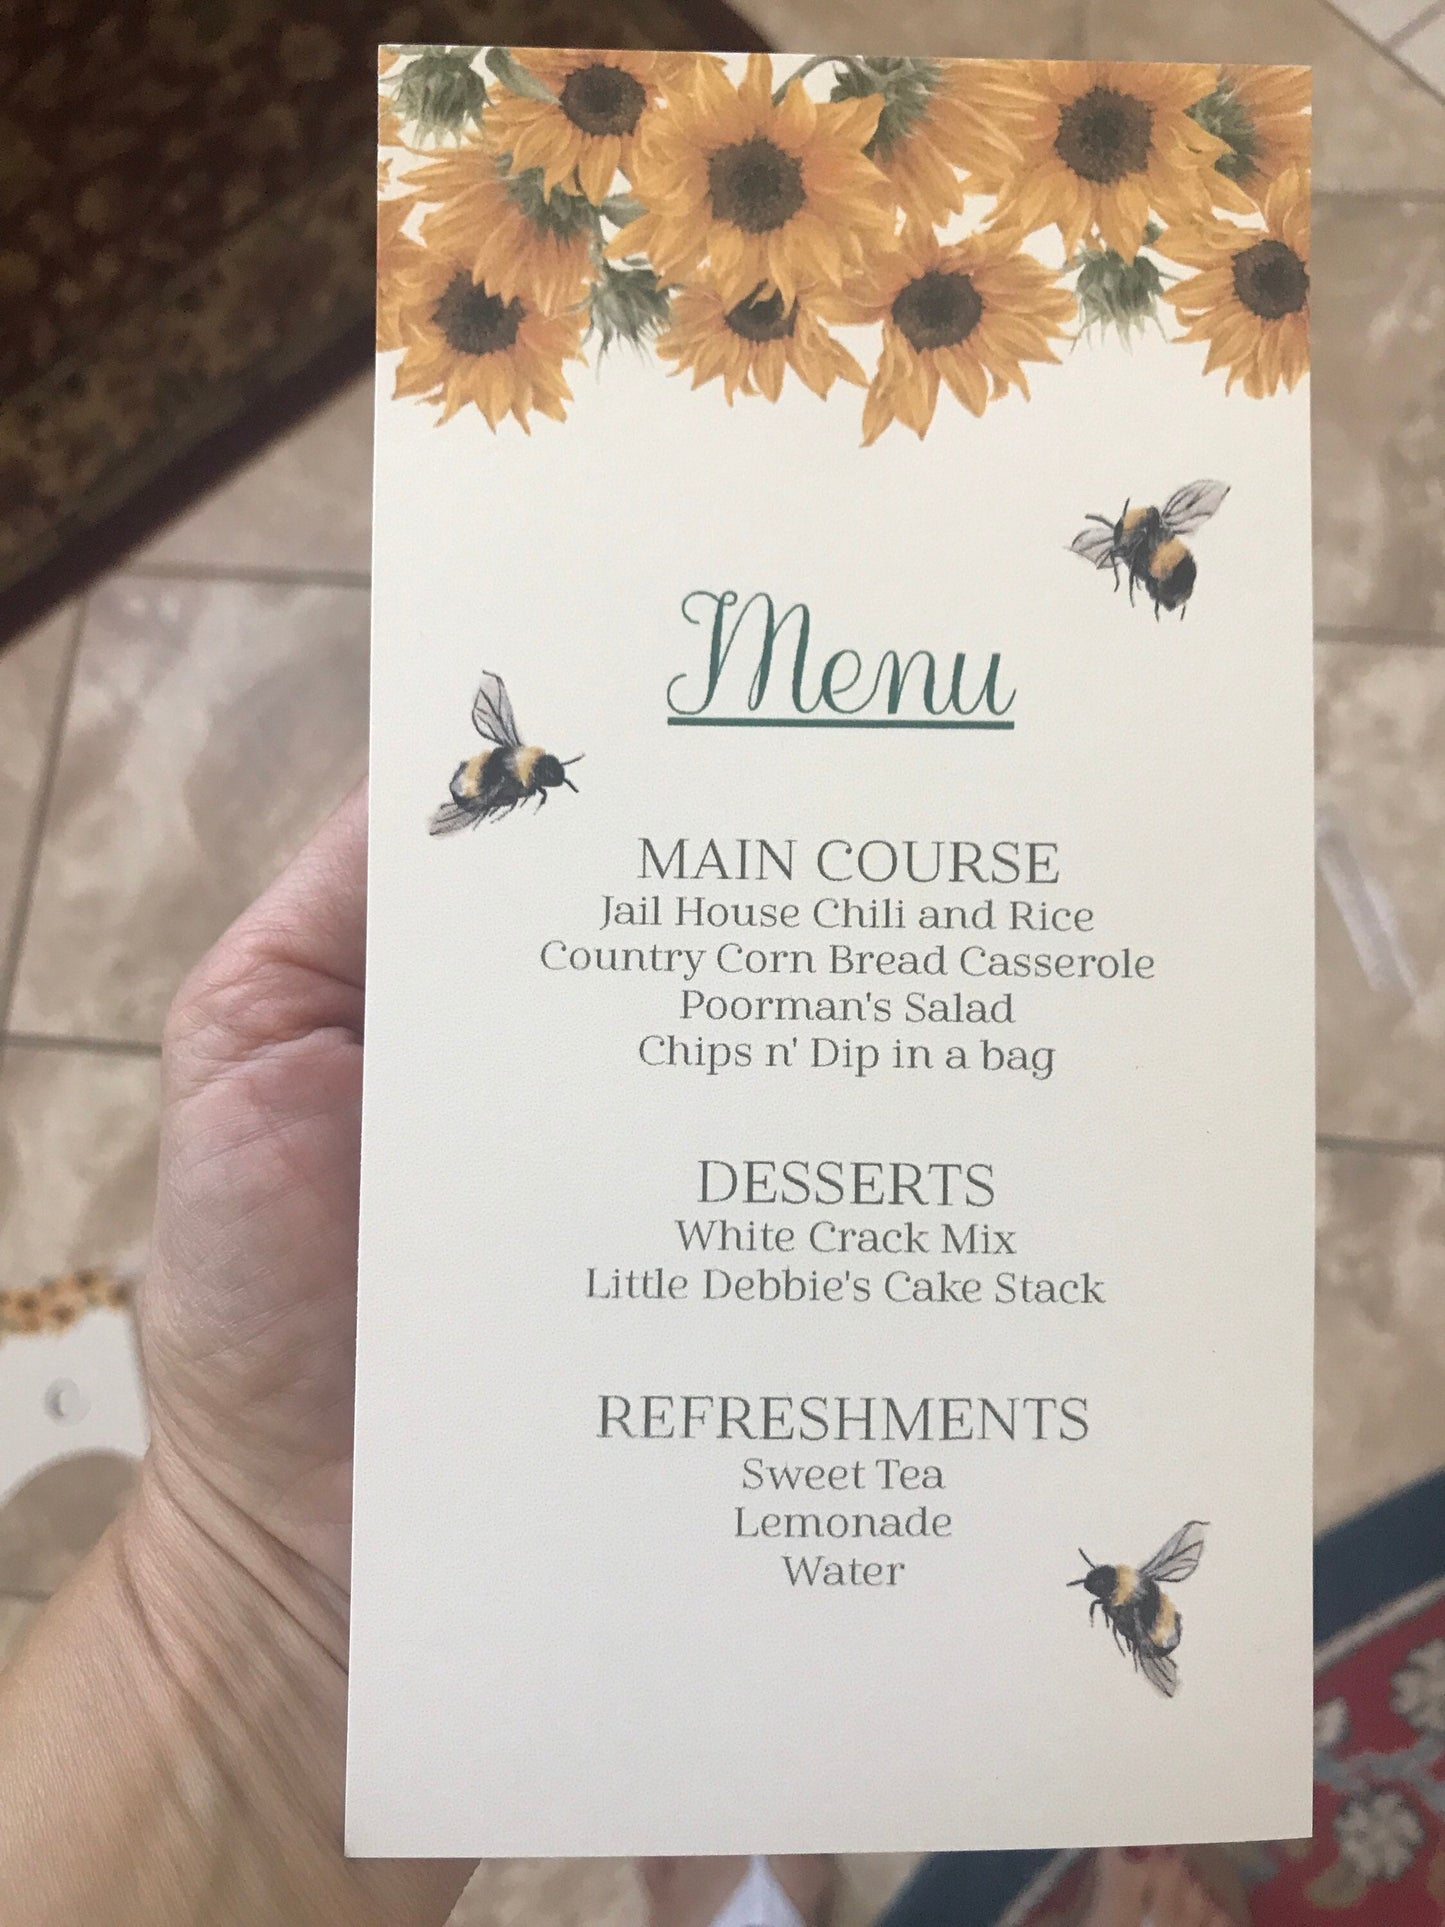 Menu
MAIN COURSE
Jail House Chili and Rice
Country Corn Bread Casserole
Poorman's Salad
Chips n' Dip in a bag
DESSERTS
White Crack Mix
Little Debbie's Cake Stack
REFRESHMENTS
Sweet Tea
Lemonade
Water